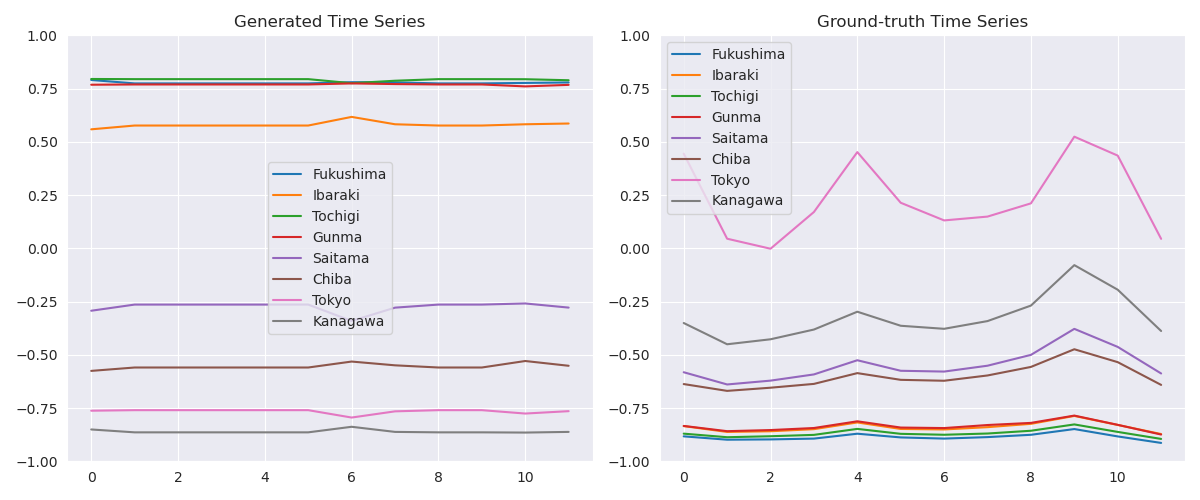 Generated Time Series
1.00
0.75
0.50
0.25
0.00
−0.25
−0.50
−0.75
−1.00
0 2 4 6 8 10
Fukushima
Ibaraki
Tochigi
Gunma
Saitama
Chiba
Tokyo
Kanagawa
Ground-truth Time Series
1.00
0.75
0.50
0.25
0.00
−0.25
−0.50
−0.75
−1.00
0 2 4 6 8 10
Fukushima
Ibaraki
Tochigi
Gunma
Saitama
Chiba
Tokyo
Kanagawa